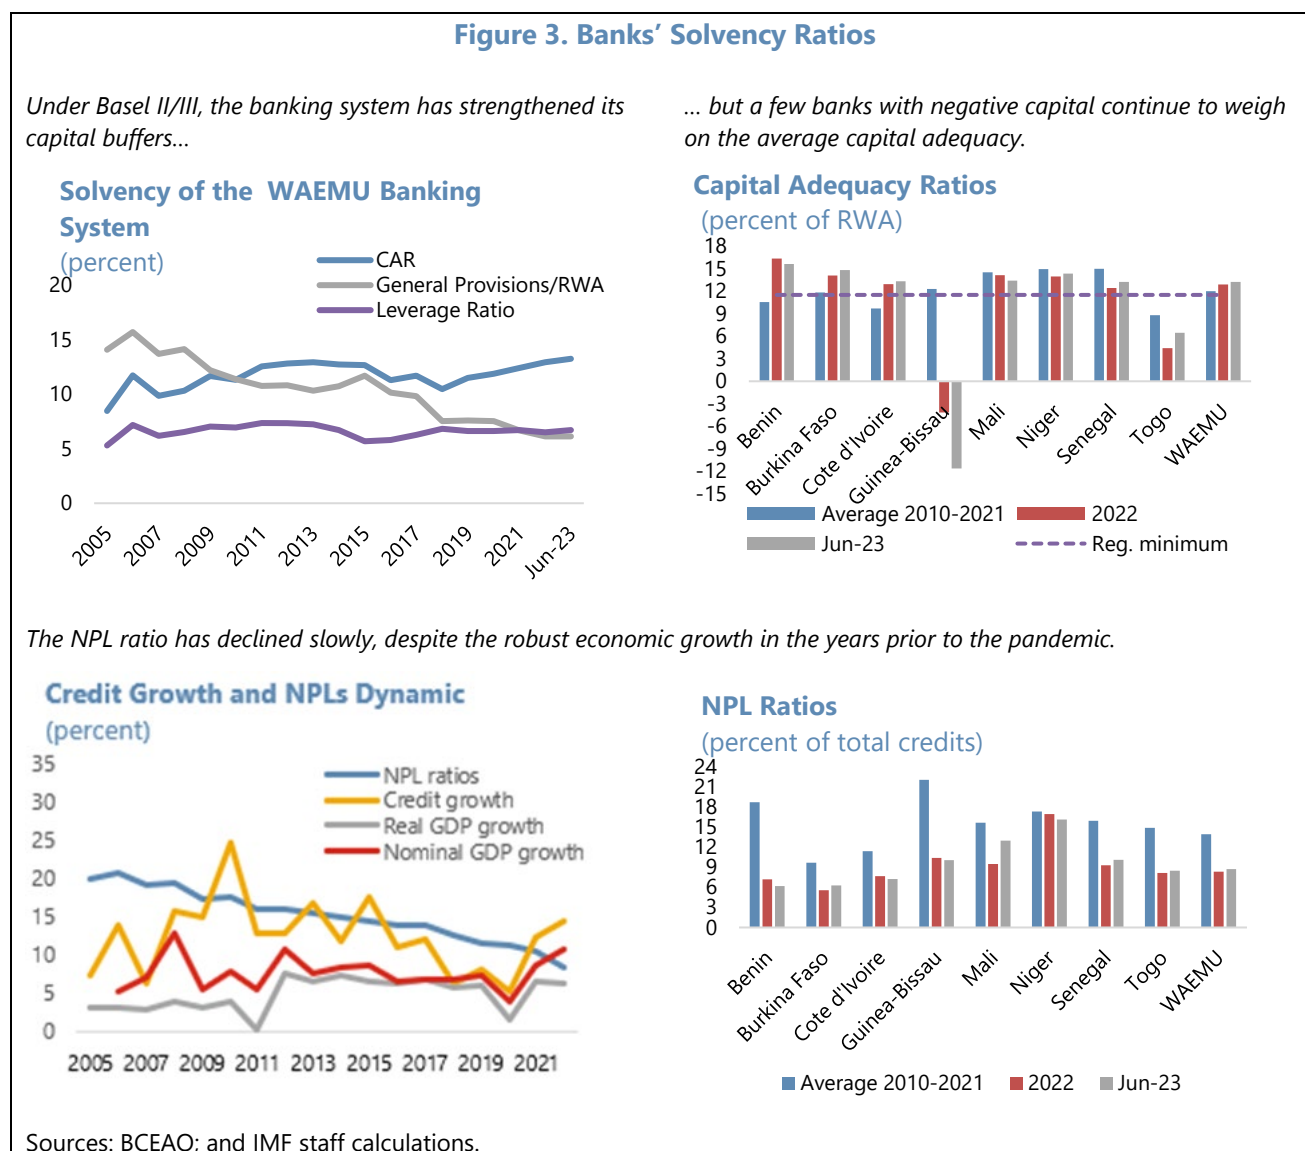 Figure 3. Banks’ Solvency Ratios
Under Basel II/III, the banking system has strengthened its
capital buffers...
... but a few banks with negative capital continue to weigh
on the average capital adequacy.
Solvency of the WAEMU Banking
System
(percent)
CAR
General Provisions/RWA
Leverage Ratio
20
15
10
5
0
2005
2007
2009
2011
2013
2015
2017
2019
2021
Jun-23
Capital Adequacy Ratios
(percent of RWA)
18
15
12
9
6
3
0
-3
-6
-9
-12
-15
Benin
Burkina Faso
Cote d'Ivoire
Guinea-Bissau
Mali
Niger
Senegal
Togo
WAEMU
Average 2010-2021
2022
Jun-23
Reg. minimum
The NPL ratio has declined slowly, despite the robust economic growth in the years prior to the pandemic.
Credit Growth and NPLs Dynamic
(percent)
35
30
25
20
15
10
5
0
NPL ratios
Credit growth
Real GDP growth
Nominal GDP growth
2005 2007 2009 2011 2013 2015 2017 2019 2021
NPL Ratios
(percent of total credits)
24
21
18
15
12
9
6
3
0
Benin
Burkina Faso
Cote d'Ivoire
Guinea-Bissau
Mali
Niger
Senegal
Togo
WAEMU
Average 2010-2021
2022
Jun-23
Sources: BCEAO; and IMF staff calculations.